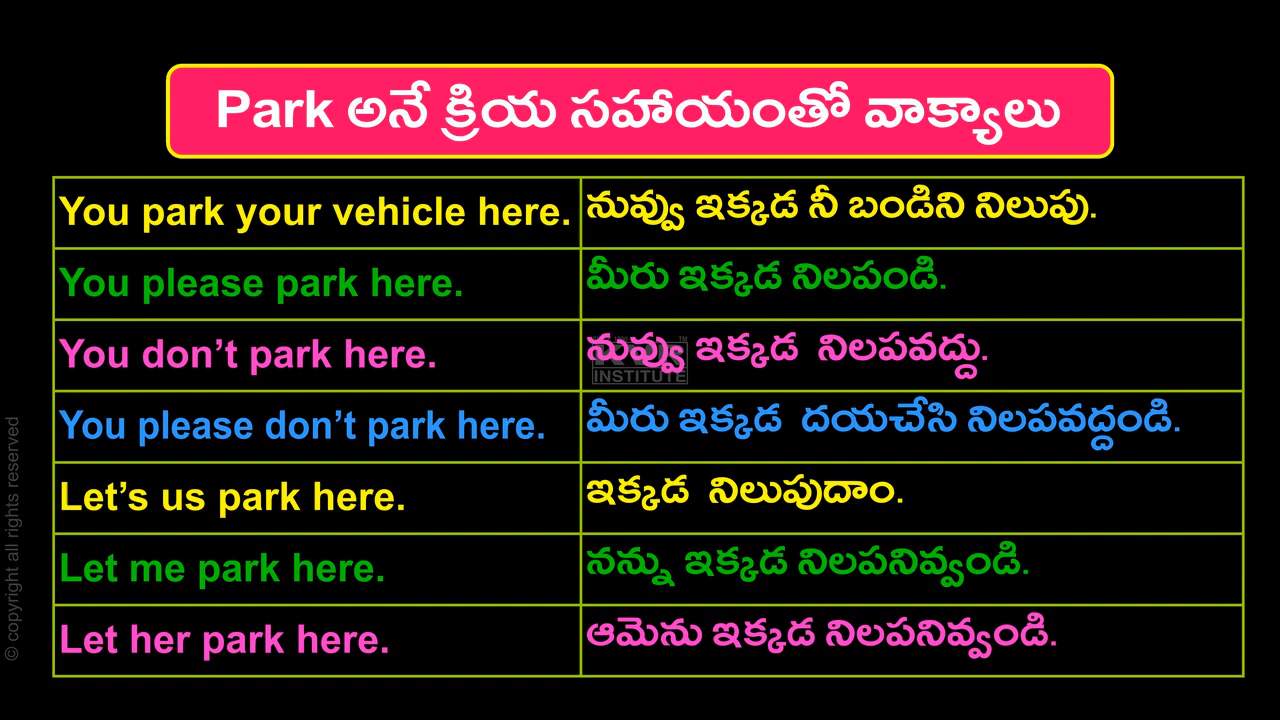 Park అనే క్రియ సహాయంతో వాక్యాలు
You park your vehicle here. నువ్వు ఇక్కడ నీ బండిని నిలుపు.
You please park here. మీరు ఇక్కడ నిలపండి.
You don’t park here. నువ్వు ఇక్కడ నిలపవద్దు.
INSTITUTE
You please don’t park here. మీరు ఇక్కడ దయచేసి నిలపవద్దండి.
Let’s us park here. ఇక్కడ నిలుపుదాం.
Let me park here. నన్ను ఇక్కడ నిలపనివ్వండి.
Let her park here. ఆమెను ఇక్కడ నిలపనివ్వండి.
© copyright all rights reserved